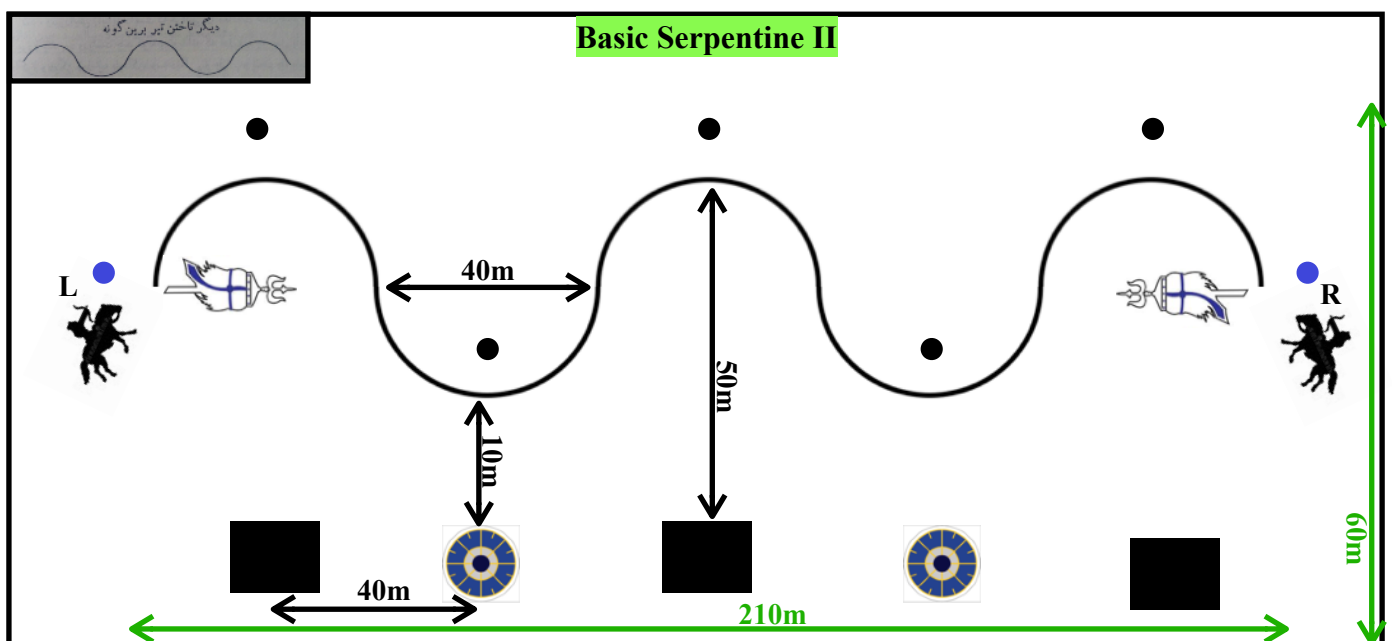 دیگر تاختن تیر برین گونه
Basic Serpentine II
L
R
40m
50m
10m
40m
210m
60m